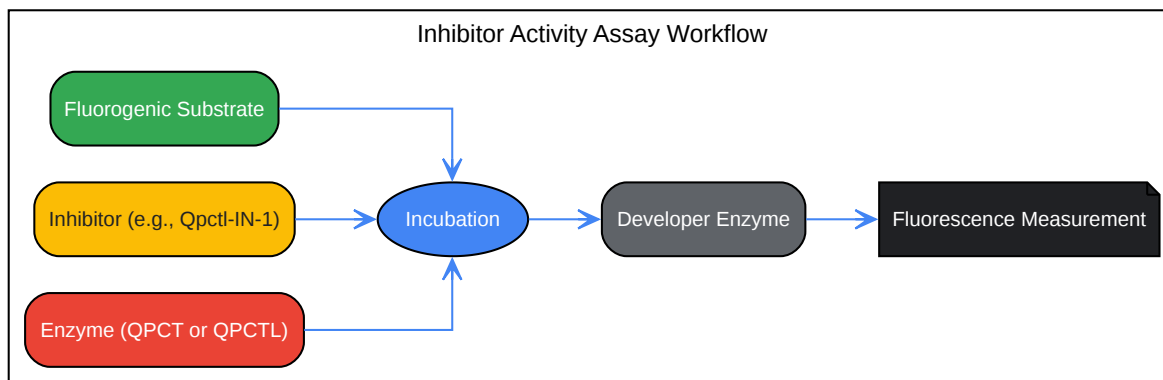 Inhibitor Activity Assay Workflow
Fluorogenic Substrate
Inhibitor (e.g., Qpctl-IN-1)
Incubation
Developer Enzyme
Fluorescence Measurement
Enzyme (QPCT or QPCTL)